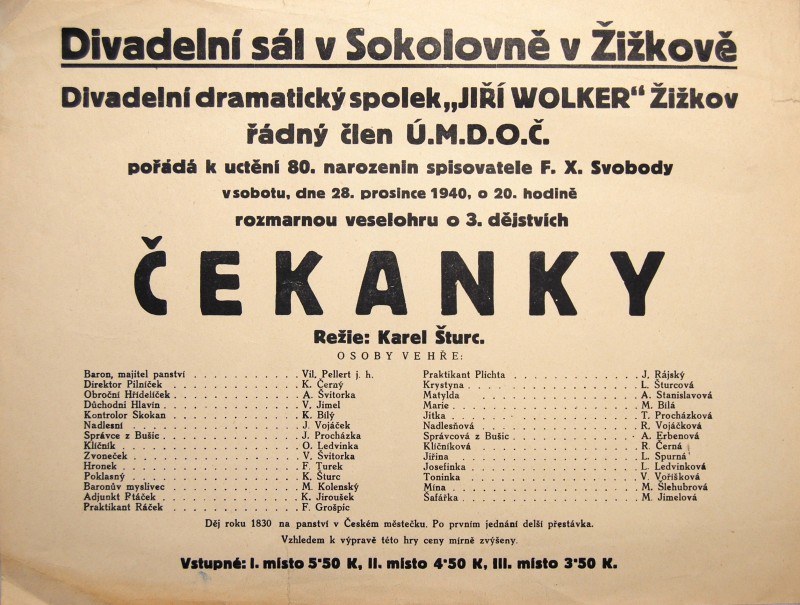 Divadelní sál v Sokolovně v Žižkově
Divadelní dramatický spolek „JIŘÍ WOLKER“ Žižkov
řádný člen Ú.M.D.O.Č.
pořádá k uctění 80. narozenin spisovatele F. X. Svobody
v sobotu, dne 28. prosince 1940, o 20. hodině
rozmarnou veselohru o 3. dějstvích
ČEKANKY
Režie: Karel Šturc.
OSOBY VE HŘE:
Baron, majitel panství . . . . . . . . . . Vil. Pellert j. h.
Direktor Pilníček . . . . . . . . . . K. Černý
Obroční Hřídelíček . . . . . . . . . . A. Švitorka
Důchodní Hlavín . . . . . . . . . . V. Jimel
Kontrolor Skokan . . . . . . . . . . K. Bílý
Nadlesní . . . . . . . . . . J. Vojáček
Správce z Bušic . . . . . . . . . . J. Procházka
Klíčník . . . . . . . . . . O. Ledvinka
Zvoneček . . . . . . . . . . V. Švitorka
Hronek . . . . . . . . . . F. Turek
Poklasný . . . . . . . . . . K. Šturc
Baronův myslivec . . . . . . . . . . M. Kolenský
Adjunkt Ptáček . . . . . . . . . . K. Jiroušek
Praktikant Ráček . . . . . . . . . . F. Grošpic
Praktikant Plichta . . . . . . . . . . J. Rájský
Krystyna . . . . . . . . . . L. Šturcová
Matylda . . . . . . . . . . A. Stanislavová
Marie . . . . . . . . . . M. Bílá
Jitka . . . . . . . . . . T. Procházková
Nadlesňová . . . . . . . . . . R. Vojáčková
Správcová z Bušic . . . . . . . . . . A. Erbenová
Klíčníková . . . . . . . . . . R. Černá
Jiřina . . . . . . . . . . L. Spurná
Josefinka . . . . . . . . . . L. Ledvinková
Toninka . . . . . . . . . . V. Voříšková
Mína . . . . . . . . . . M. Šlehubrová
Šafářka . . . . . . . . . . M. Jimelová
Děj roku 1830 na panství v Českém městečku. Po prvním jednání delší přestávka.
Vzhledem k výpravě této hry ceny mírně zvýšeny.
Vstupné: I. místo 5·50 K, II. místo 4·50 K, III. místo 3·50 K.